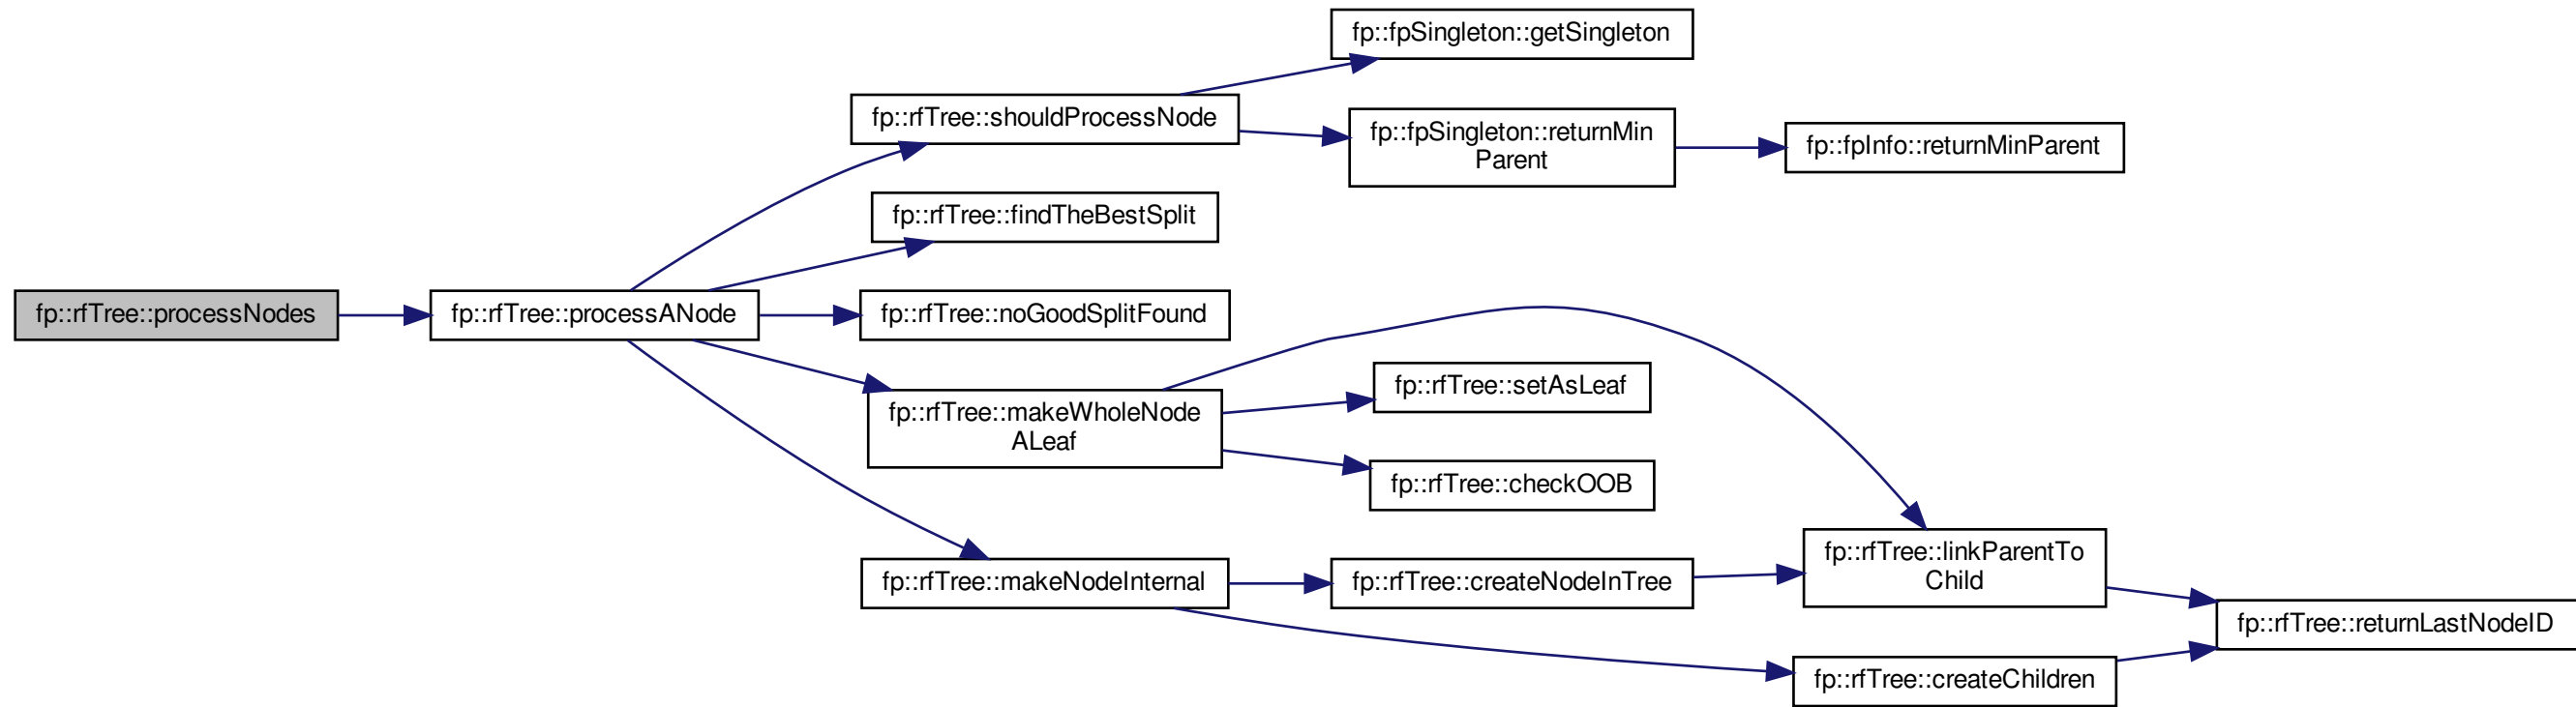 fp::fpSingleton::getSingleton
fp::rfTree::shouldProcessNode
fp::fpSingleton::returnMin
Parent
fp::fpInfo::returnMinParent
fp::rfTree::findTheBestSplit
fp::rfTree::processNodes
fp::rfTree::processANode
fp::rfTree::noGoodSplitFound
fp::rfTree::makeWholeNode
ALeaf
fp::rfTree::setAsLeaf
fp::rfTree::checkOOB
fp::rfTree::linkParentTo
Child
fp::rfTree::makeNodeInternal
fp::rfTree::createNodeInTree
fp::rfTree::returnLastNodeID
fp::rfTree::createChildren